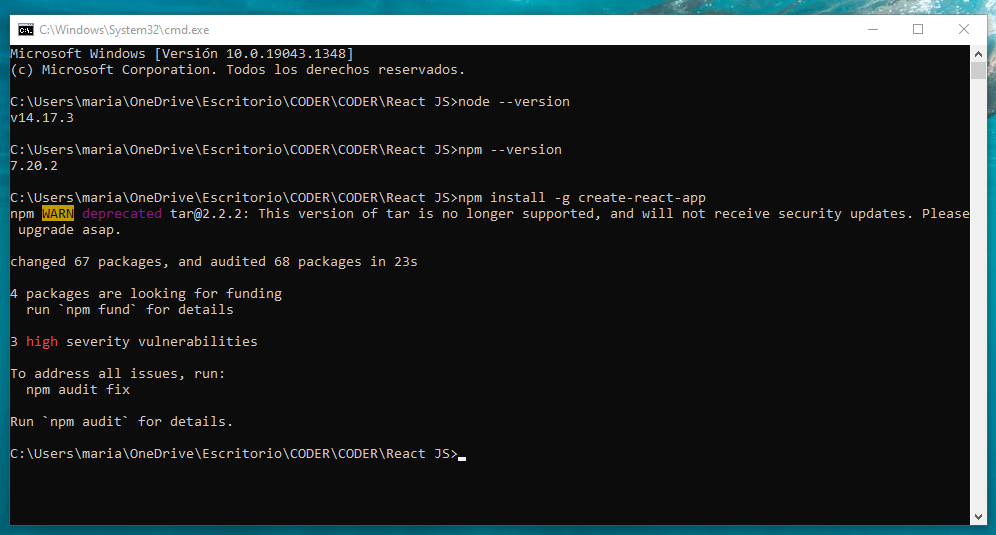 C:\Windows\System32\cmd.exe
Microsoft Windows [Versión 10.0.19043.1348]
(c) Microsoft Corporation. Todos los derechos reservados.
C:\Users\maria\OneDrive\Escritorio\CODER\CODER\React JS>node --version
v14.17.3
C:\Users\maria\OneDrive\Escritorio\CODER\CODER\React JS>npm --version
7.20.2
C:\Users\maria\OneDrive\Escritorio\CODER\CODER\React JS>npm install -g create-react-app
npm WARN deprecated tar@2.2.2: This version of tar is no longer supported, and will not receive security updates. Please
 upgrade asap.
changed 67 packages, and audited 68 packages in 23s
4 packages are looking for funding
  run `npm fund` for details
3 high severity vulnerabilities
To address all issues, run:
  npm audit fix
Run `npm audit` for details.
C:\Users\maria\OneDrive\Escritorio\CODER\CODER\React JS>